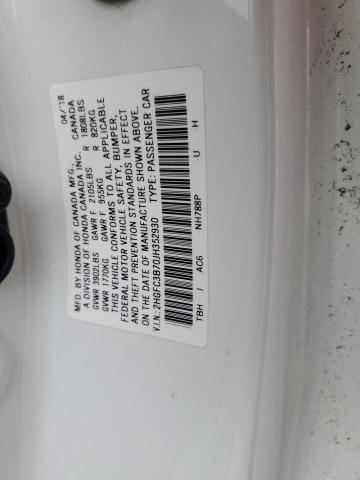 MFD. BY HONDA OF CANADA MFG., 04/18
A DIVISION OF HONDA CANADA INC. CANADA
GVWR 3902LBS GAWR F 2105LBS R 1808LBS
GVWR 1770KG GAWR F 955KG R 820KG
THIS VEHICLE CONFORMS TO ALL APPLICABLE
FEDERAL MOTOR VEHICLE SAFETY, BUMPER,
AND THEFT PREVENTION STANDARDS IN EFFECT
ON THE DATE OF MANUFACTURE SHOWN ABOVE.
V.I.N.: 2HGFC3B70JH352930 TYPE: PASSENGER CAR
NH788P
TBH / AC6 - U - H